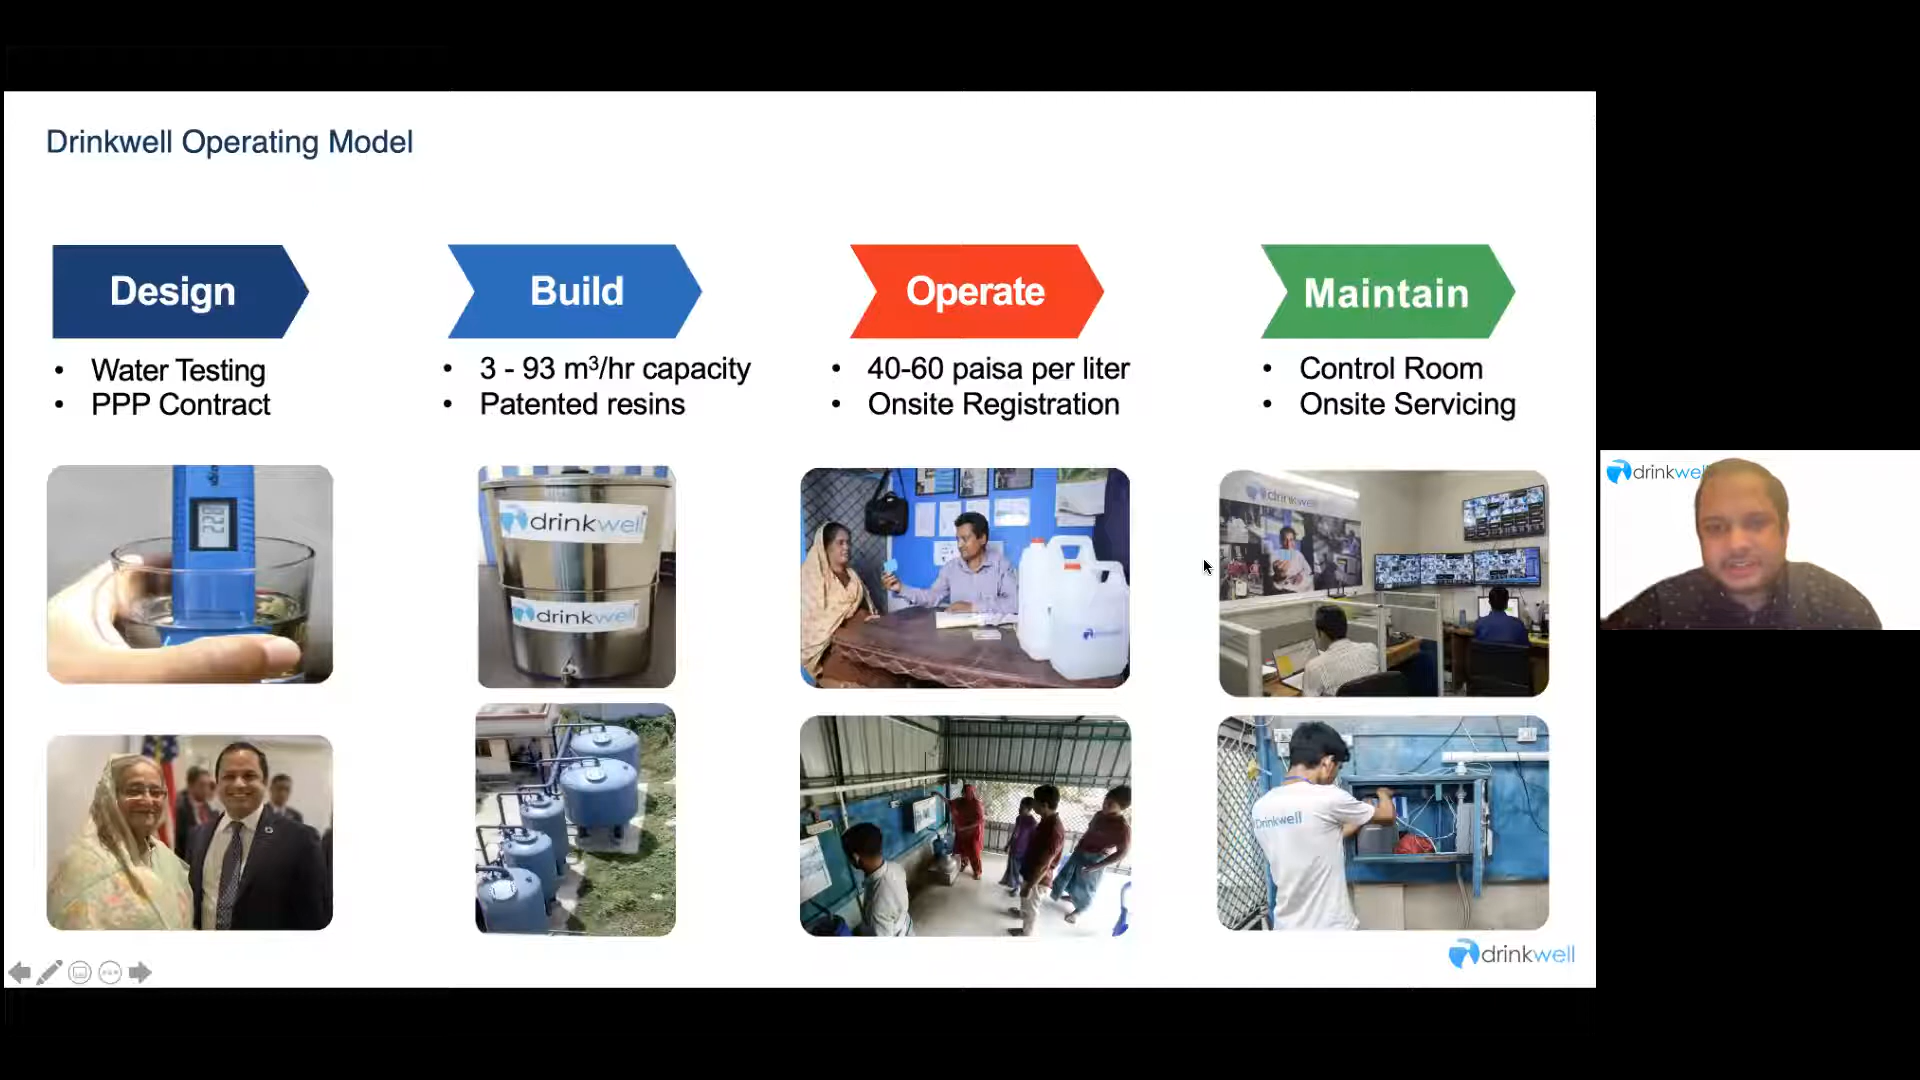 Drinkwell Operating Model
Design
• Water Testing
• PPP Contract
Build
• 3 - 93 m³/hr capacity
• Patented resins
Operate
• 40-60 paisa per liter
• Onsite Registration
Maintain
• Control Room
• Onsite Servicing
drinkwell
drinkwell
drinkwell
Drinkwell
drinkwell
drinkwell